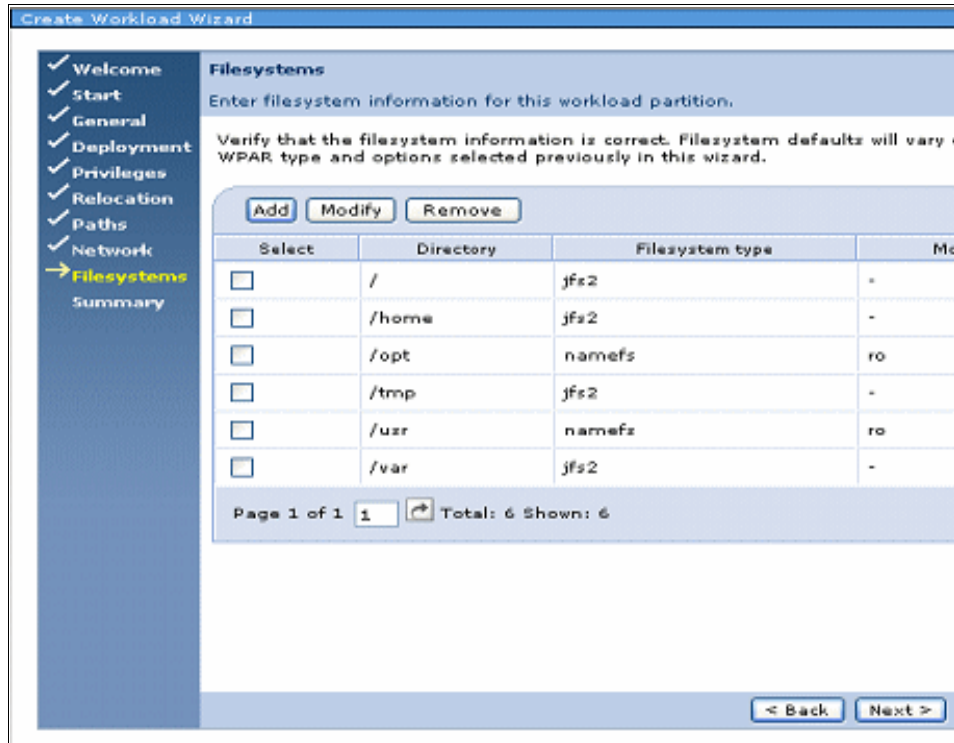 Create Workload Wizard
Welcome
Start
General
Deployment
Privileges
Relocation
Paths
Network
Filesystems
Summary
Filesystems
Enter filesystem information for this workload partition.
Verify that the filesystem information is correct. Filesystem defaults will vary
WPAR type and options selected previously in this wizard.
Add Modify Remove
Select Directory Filesystem type Mo
/ jfs2 -
/home jfs2 -
/opt namefs ro
/tmp jfs2 -
/usr namefs ro
/var jfs2 -
Page 1 of 1 1 Total: 6 Shown: 6
< Back Next >